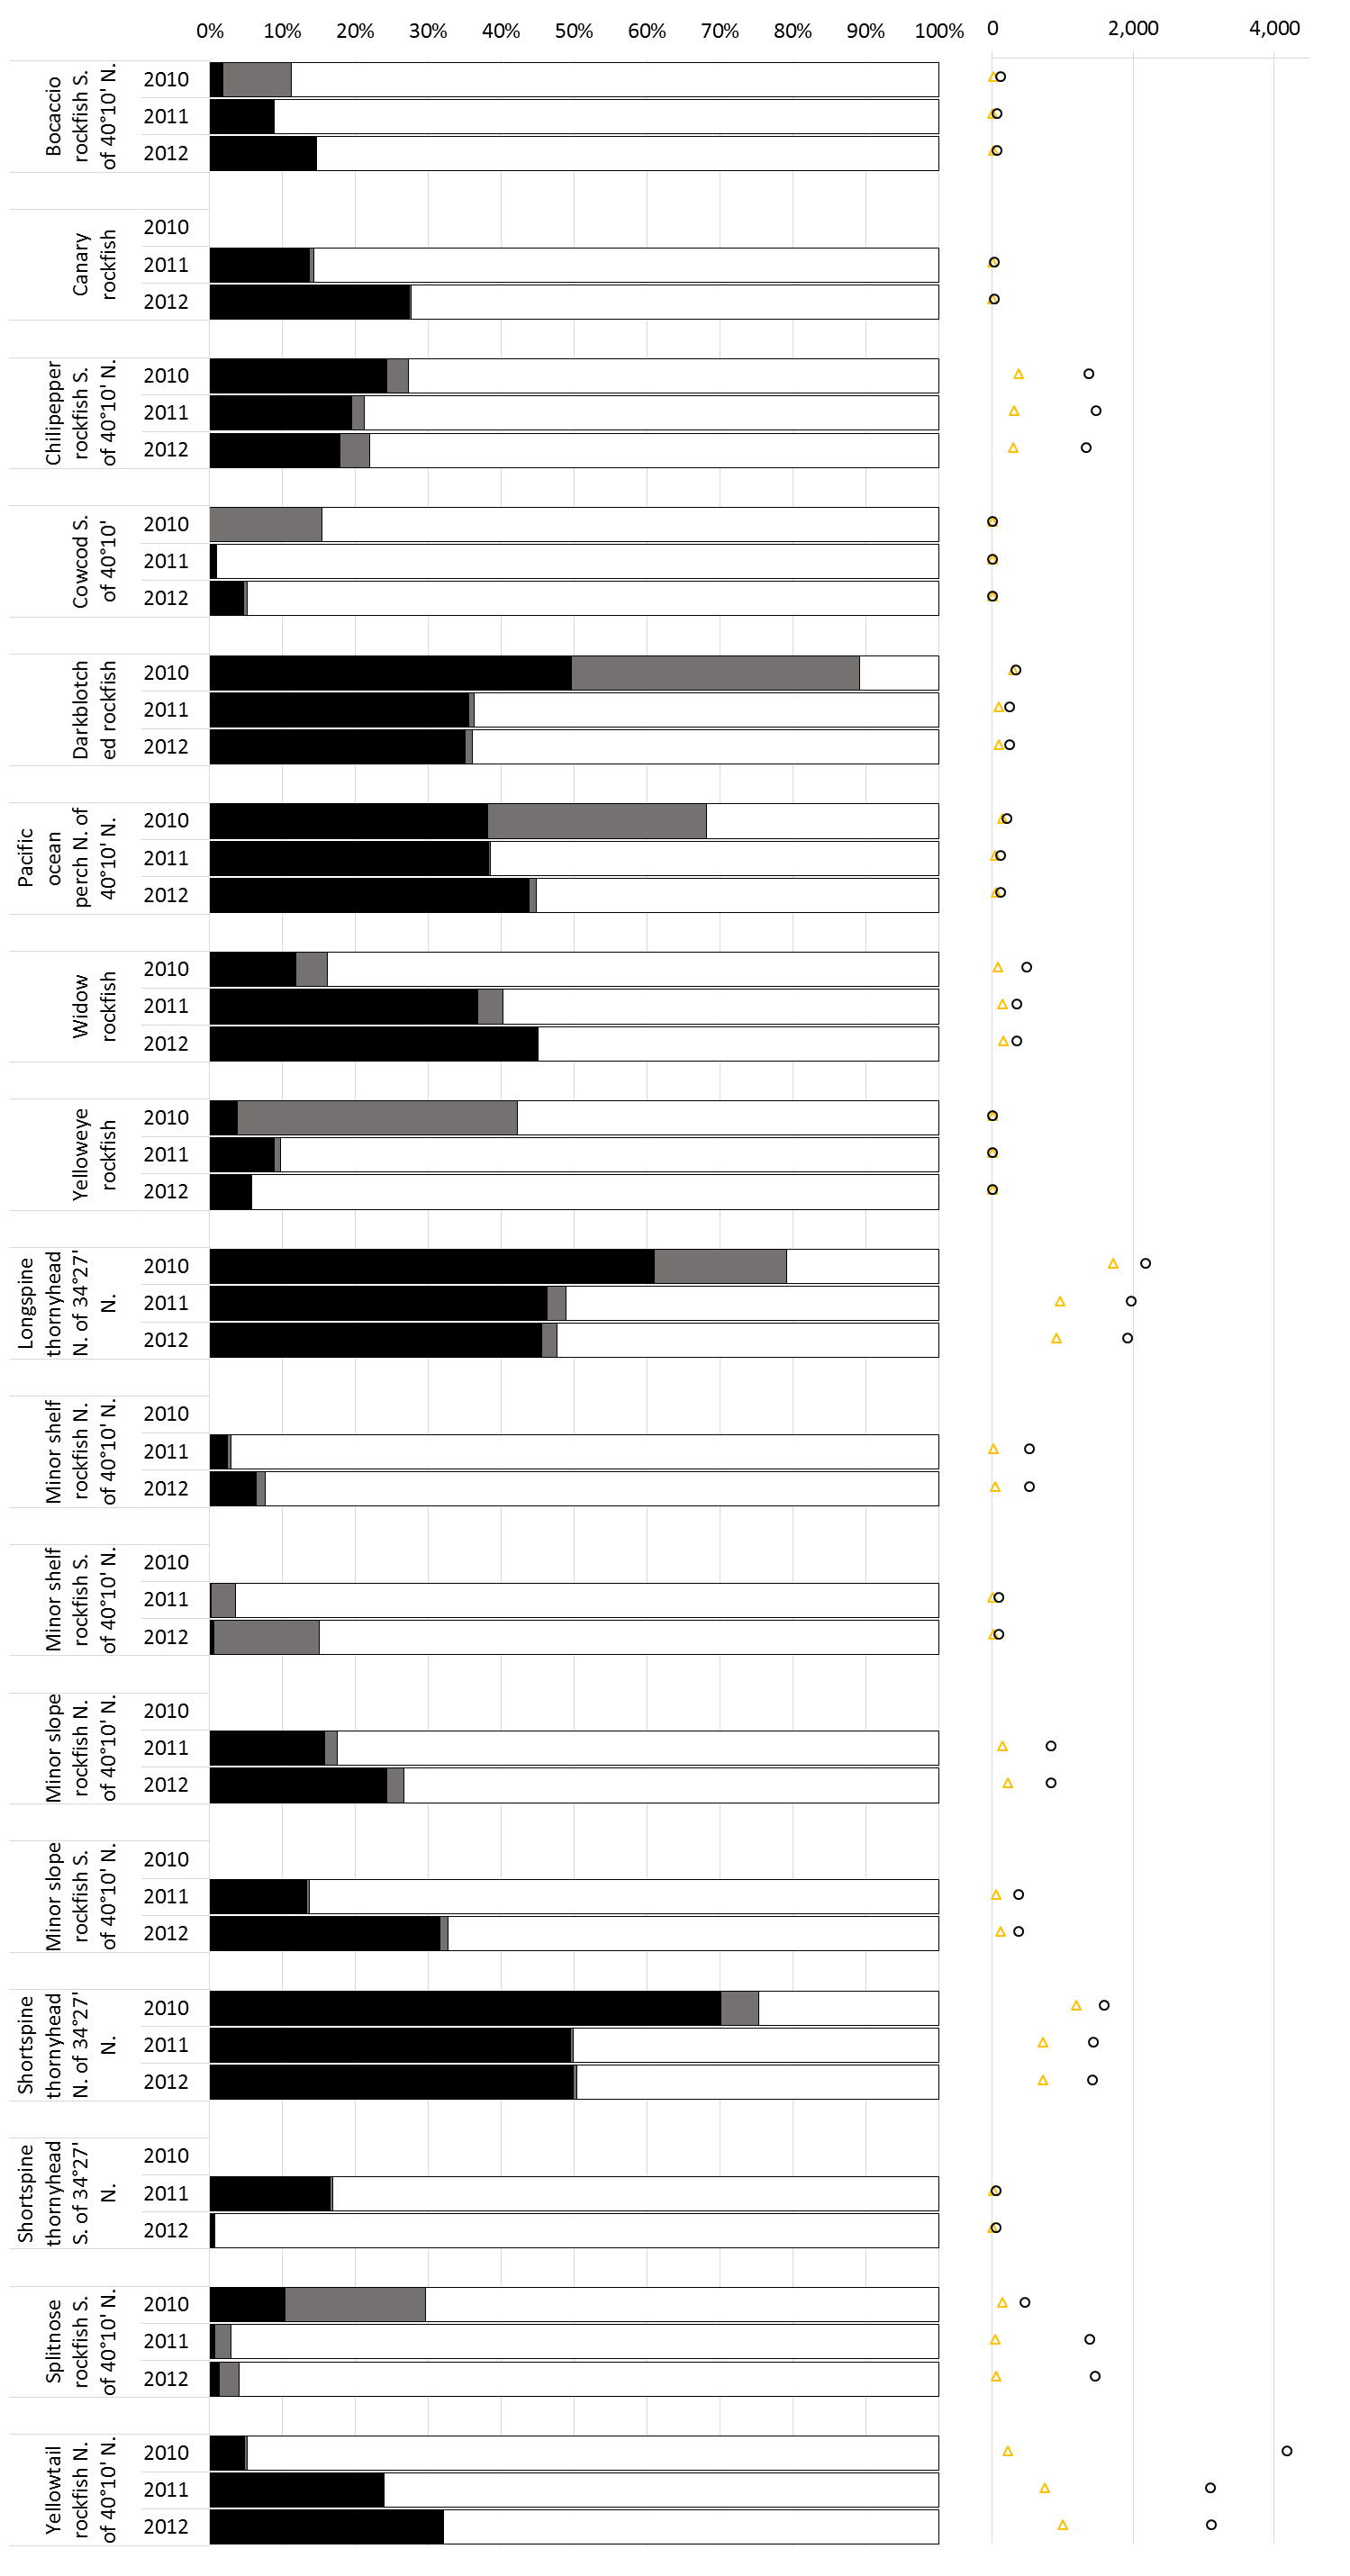 0% 10% 20% 30% 40% 50% 60% 70% 80% 90% 100% 0 2,000 4,000
Bocaccio
rockfish S.
of 40°10' N.
2010
2011
2012
Canary
rockfish
2010
2011
2012
Chilipepper
rockfish S.
of 40°10' N.
2010
2011
2012
Cowcod S.
of 40°10'
2010
2011
2012
Darkblotch
ed rockfish
2010
2011
2012
Pacific
ocean
perch N. of
40°10' N.
2010
2011
2012
Widow
rockfish
2010
2011
2012
Yelloweye
rockfish
2010
2011
2012
Longspine
thornyhead
N. of 34°27'
N.
2010
2011
2012
Minor shelf
rockfish N.
of 40°10' N.
2010
2011
2012
Minor shelf
rockfish S.
of 40°10' N.
2010
2011
2012
Minor slope
rockfish N.
of 40°10' N.
2010
2011
2012
Minor slope
rockfish S.
of 40°10' N.
2010
2011
2012
Shortspine
thornyhead
N. of 34°27'
N.
2010
2011
2012
Shortspine
thornyhead
S. of 34°27'
N.
2010
2011
2012
Splitnose
rockfish S.
of 40°10' N.
2010
2011
2012
Yellowtail
rockfish N.
of 40°10' N.
2010
2011
2012